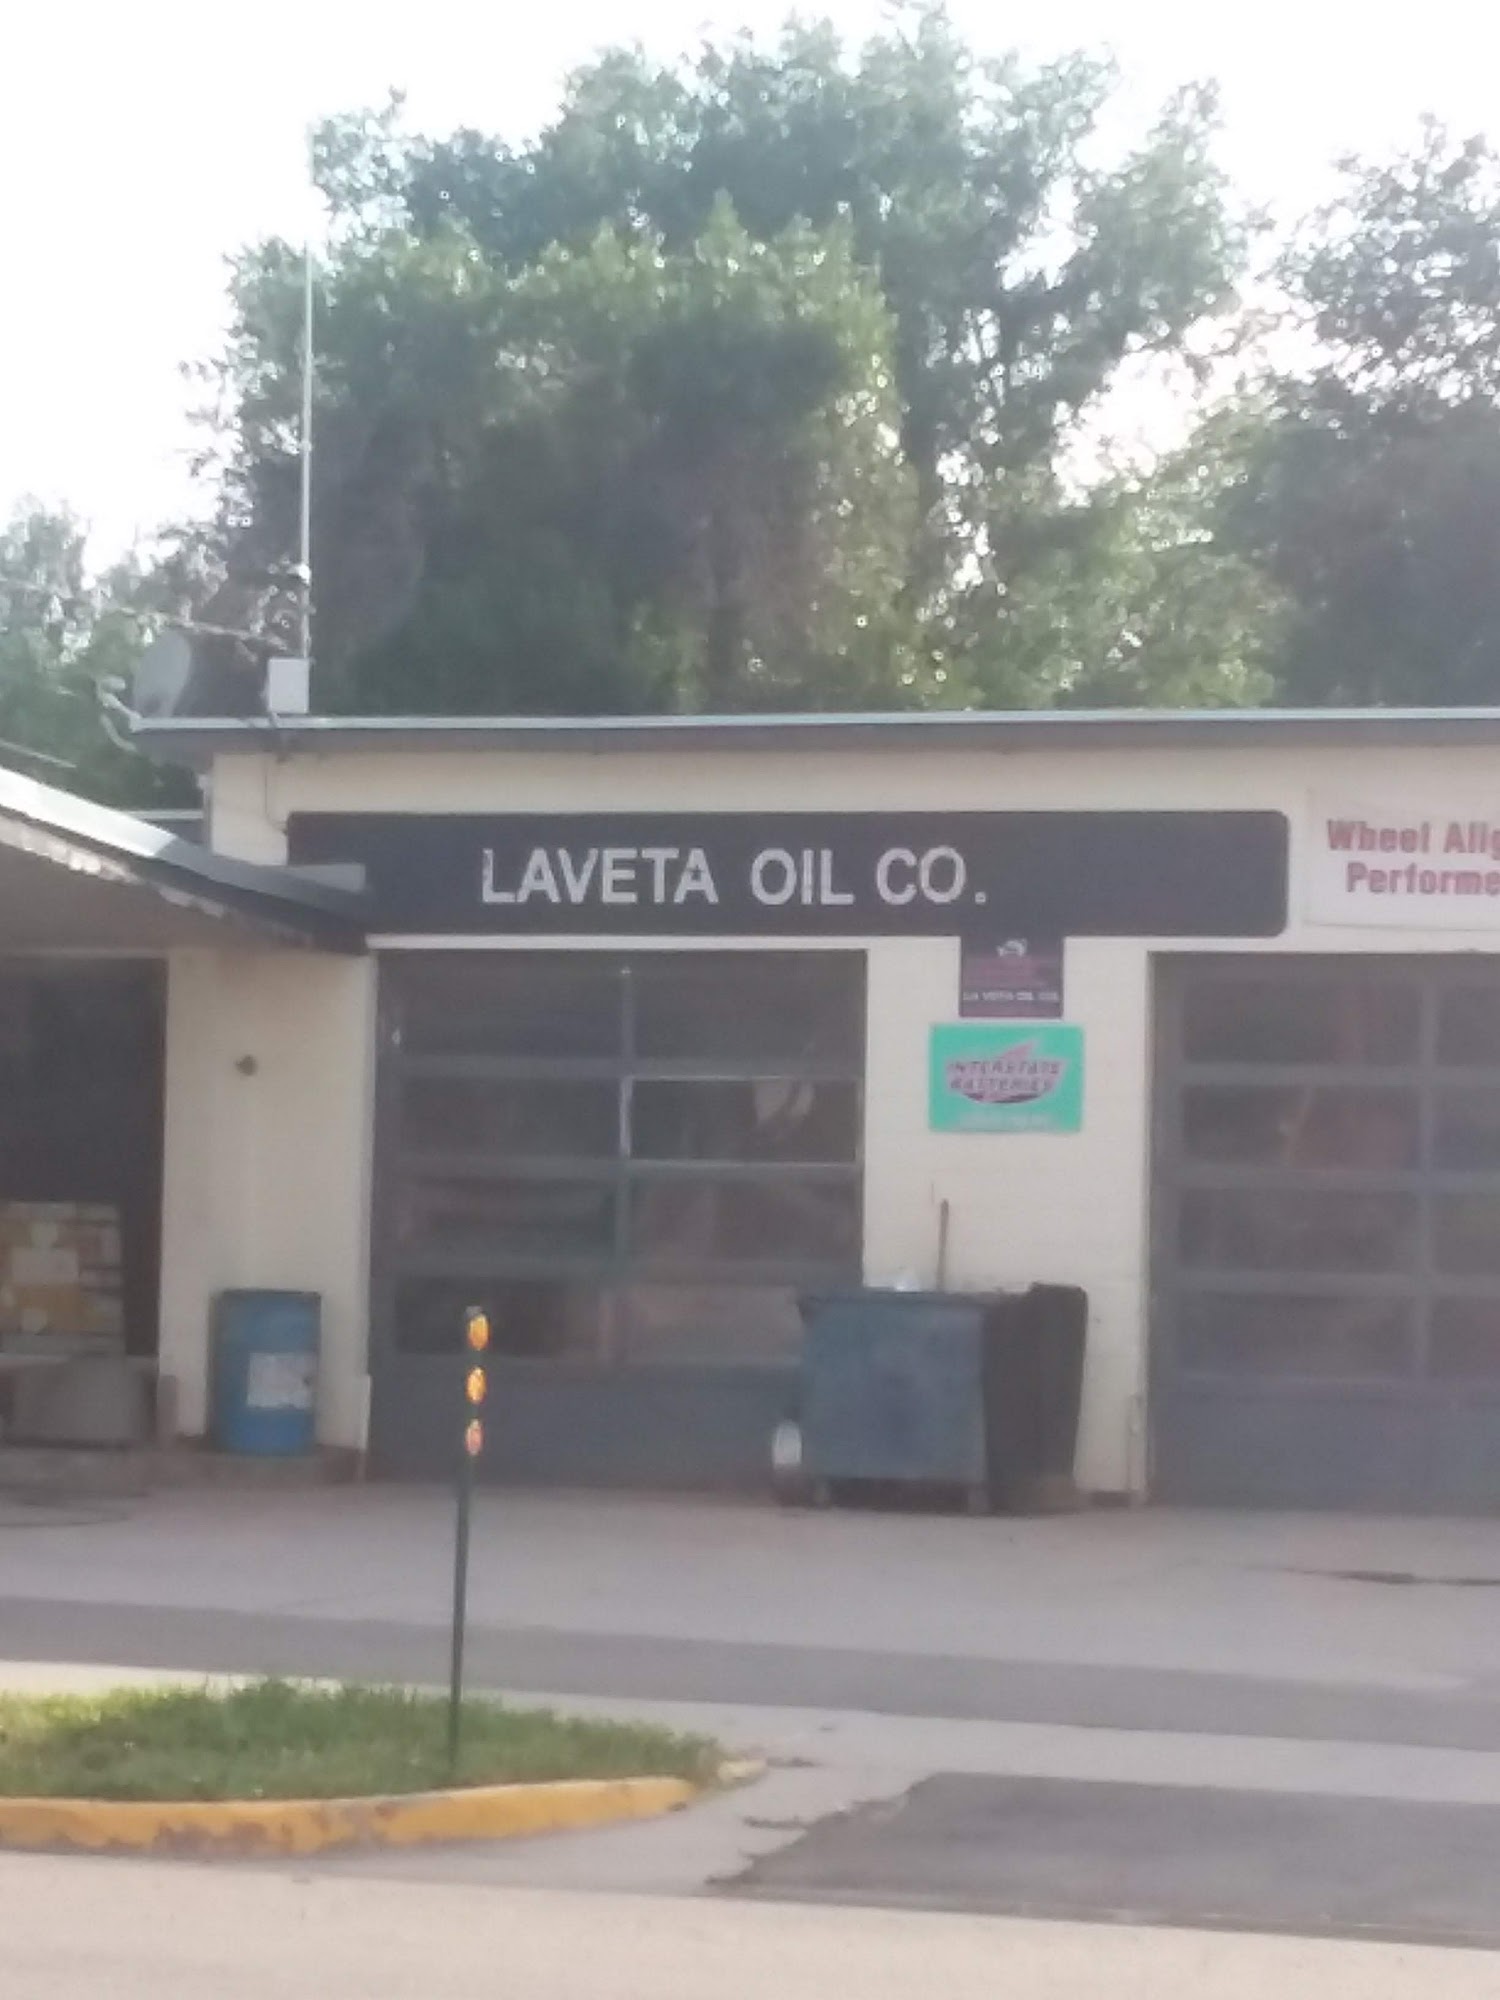 LAVETA OIL CO.
Wheel Alig
Performe
LA VETA OIL CO.
INTERSTATE
BATTERIES